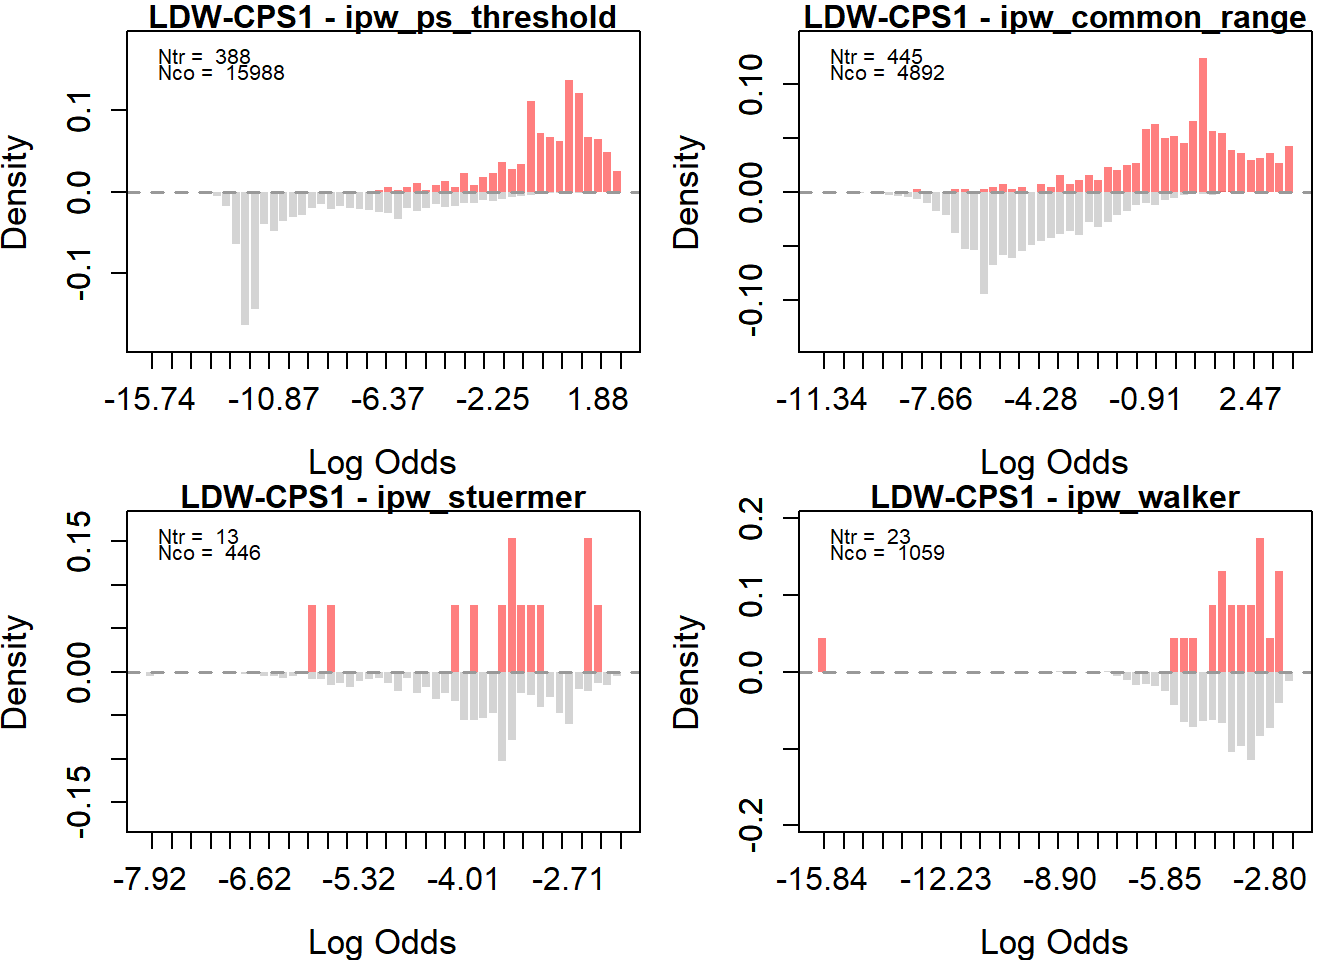 LDW-CPS1 - ipw_ps_threshold
Ntr = 388
Nco = 15988
Density
0.1
0.0
-0.1
-15.74 -10.87 -6.37 -2.25 1.88
Log Odds
LDW-CPS1 - ipw_common_range
Ntr = 445
Nco = 4892
Density
0.10
0.00
-0.10
-11.34 -7.66 -4.28 -0.91 2.47
Log Odds
LDW-CPS1 - ipw_stuermer
Ntr = 13
Nco = 446
Density
0.15
0.00
-0.15
-7.92 -6.62 -5.32 -4.01 -2.71
Log Odds
LDW-CPS1 - ipw_walker
Ntr = 23
Nco = 1059
Density
0.2
0.1
0.0
-0.2
-15.84 -12.23 -8.90 -5.85 -2.80
Log Odds